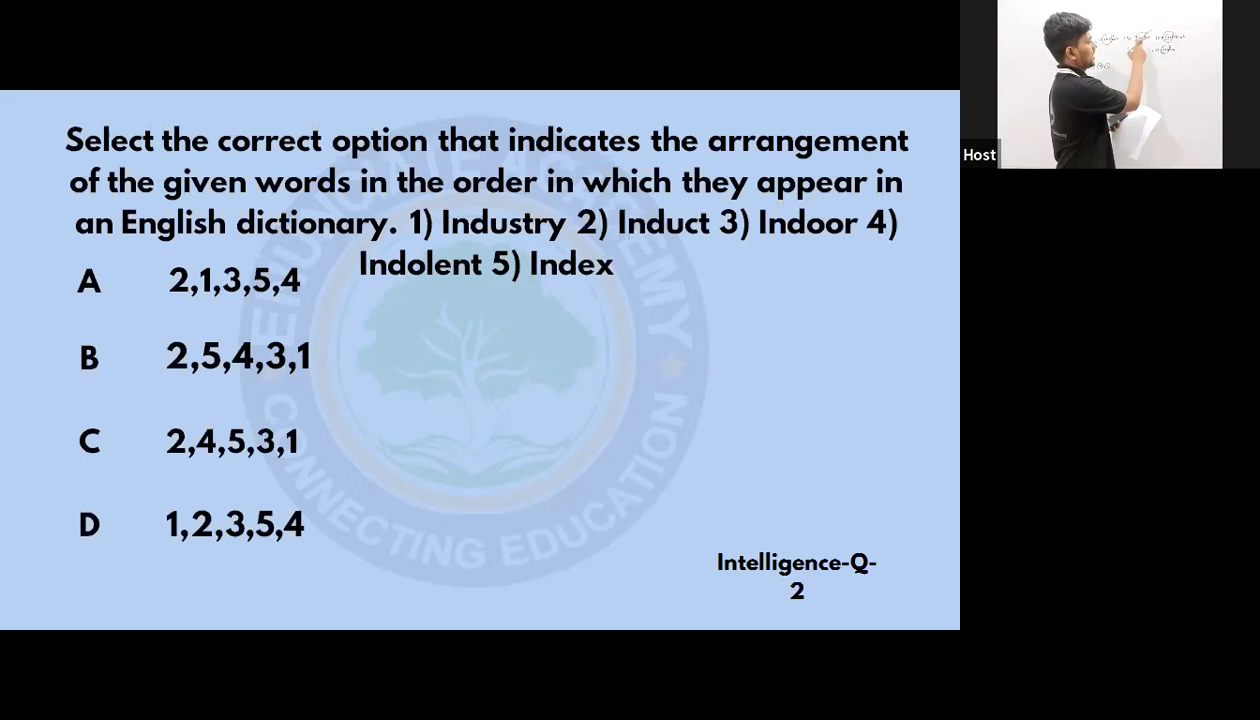 Select the correct option that indicates the arrangement
of the given words in the order in which they appear in
an English dictionary. 1) Industry 2) Induct 3) Indoor 4)
Indolent 5) Index
A 2,1,3,5,4
B 2,5,4,3,1
C 2,4,5,3,1
D 1,2,3,5,4
Intelligence-Q-
2
Host
CONNECTING EDUCATION